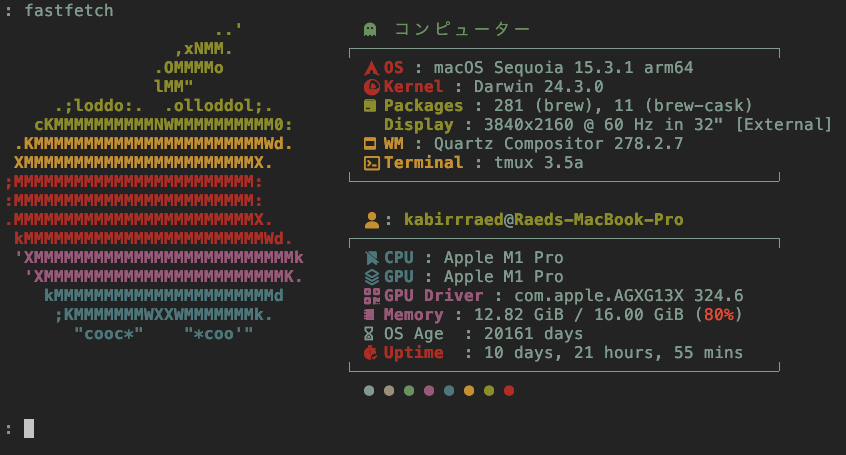 : fastfetch
..'
,xNMM.
.OMMMMo
lMM"
.;loddo:.  .olloddol;.
cKMMMMMMMMMMNWMMMMMMMMMM0:
.KMMMMMMMMMMMMMMMMMMMMMMMWd.
XMMMMMMMMMMMMMMMMMMMMMMMX.
;MMMMMMMMMMMMMMMMMMMMMMMM:
:MMMMMMMMMMMMMMMMMMMMMMMM:
.MMMMMMMMMMMMMMMMMMMMMMMMX.
kMMMMMMMMMMMMMMMMMMMMMMMMWd.
'XMMMMMMMMMMMMMMMMMMMMMMMMMMk
'XMMMMMMMMMMMMMMMMMMMMMMMMK.
kMMMMMMMMMMMMMMMMMMMMMMd
;KMMMMMMMWXXWMMMMMMMk.
"cooc*"    "*coo'"
コンピューター
OS : macOS Sequoia 15.3.1 arm64
Kernel : Darwin 24.3.0
Packages : 281 (brew), 11 (brew-cask)
Display : 3840x2160 @ 60 Hz in 32" [External]
WM : Quartz Compositor 278.2.7
Terminal : tmux 3.5a
: kabirrraed@Raeds-MacBook-Pro
CPU : Apple M1 Pro
GPU : Apple M1 Pro
GPU Driver : com.apple.AGXG13X 324.6
Memory : 12.82 GiB / 16.00 GiB (80%)
OS Age  : 20161 days
Uptime  : 10 days, 21 hours, 55 mins
: